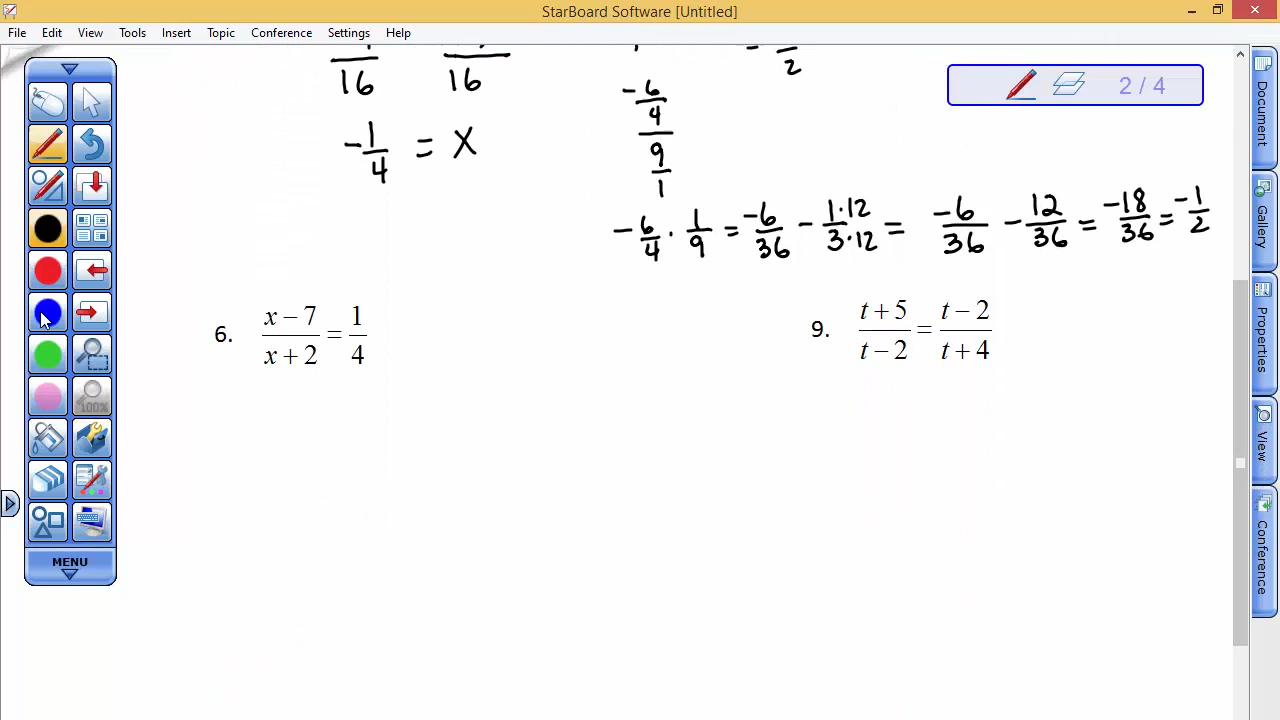 StarBoard Software [Untitled]
File Edit View Tools Insert Topic Conference Settings Help
2 / 4
16 16
= 2
-1/4 = X
-6/4
9/1
-6/4 · 1/9 = -6/36 - 1·12/3·12 = -6/36 - 12/36 = -18/36 = -1/2
6. x − 7/x + 2 = 1/4
9. t + 5/t − 2 = t − 2/t + 4
100%
MENU
Document
Gallery
Properties
View
Conference